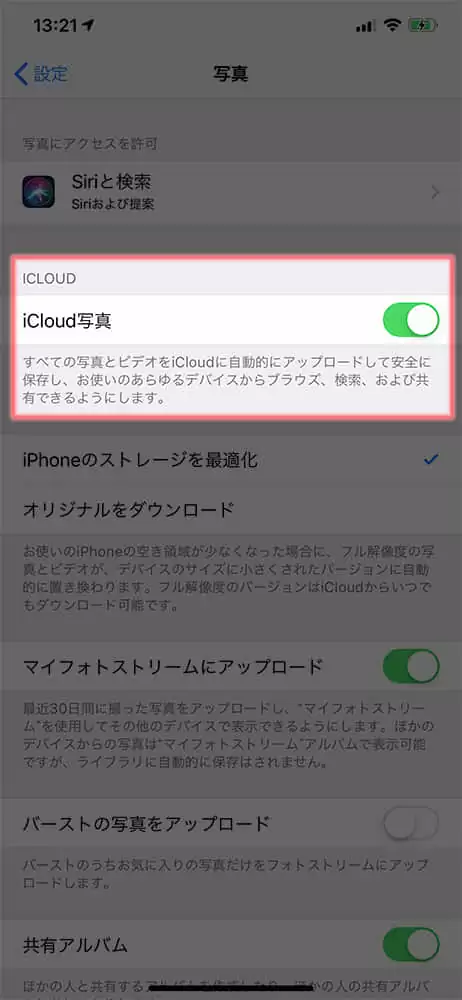 13:21
設定
写真
写真にアクセスを許可
Siriと検索
Siriおよび提案
ICLOUD
iCloud写真
すべての写真とビデオをiCloudに自動的にアップロードして安全に
保存し、お使いのあらゆるデバイスからブラウズ、検索、および共
有できるようにします。
iPhoneのストレージを最適化
オリジナルをダウンロード
お使いのiPhoneの空き領域が少なくなった場合に、フル解像度の写
真とビデオが、デバイスのサイズに小さくされたバージョンに自動
的に置き換わります。フル解像度のバージョンはiCloudからいつで
もダウンロード可能です。
マイフォトストリームにアップロード
最近30日間に撮った写真をアップロードし、“マイフォトストリー
ム”を使用してその他のデバイスで表示できるようにします。ほかの
デバイスからの写真は“マイフォトストリーム”アルバムで表示可能
ですが、ライブラリに自動的に保存はされません。
バーストの写真をアップロード
バーストのうちお気に入りの写真だけをフォトストリームにアップ
ロードします。
共有アルバム
ほかの人と共有するアルバムを作成したり、ほかの人の共有アルバ